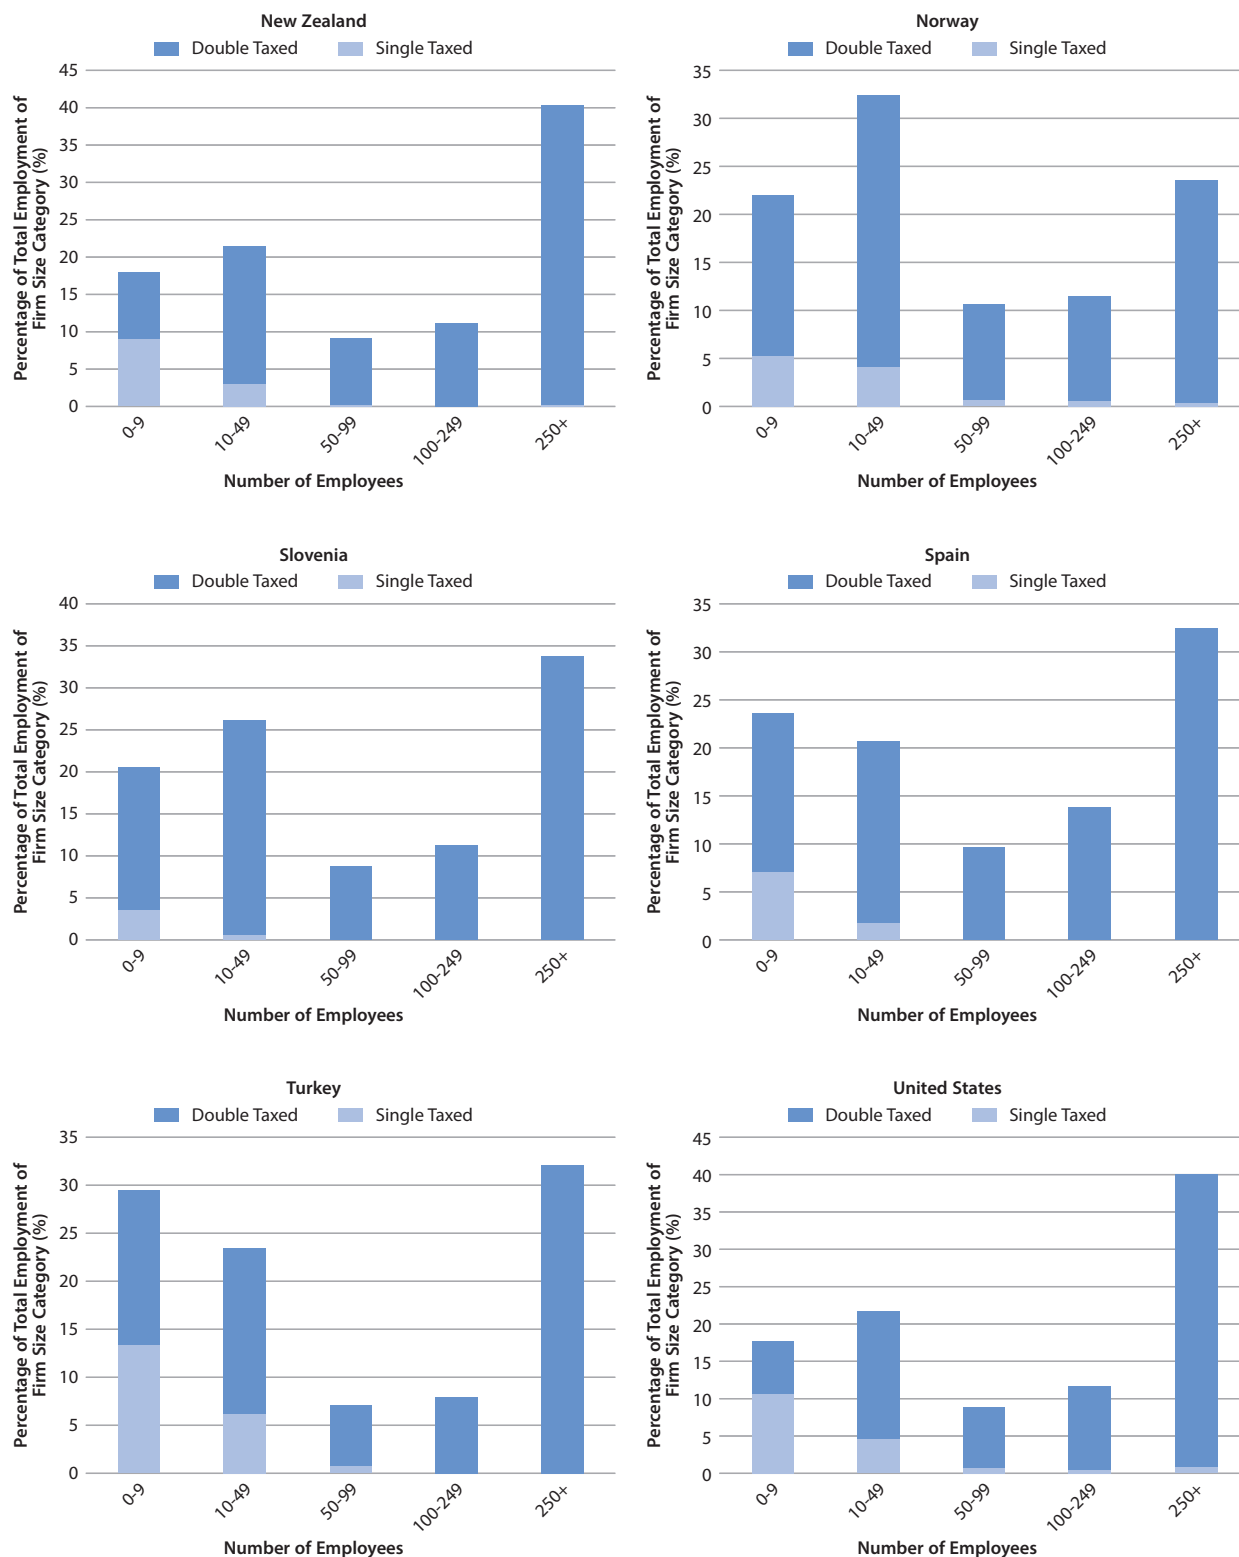 New Zealand
Double Taxed Single Taxed
Percentage of Total Employment of
Firm Size Category (%)
45
40
35
30
25
20
15
10
5
0
0-9
10-49
50-99
100-249
250+
Number of Employees
Norway
Double Taxed Single Taxed
Percentage of Total Employment of
Firm Size Category (%)
35
30
25
20
15
10
5
0
0-9
10-49
50-99
100-249
250+
Number of Employees
Slovenia
Double Taxed Single Taxed
Percentage of Total Employment of
Firm Size Category (%)
40
35
30
25
20
15
10
5
0
0-9
10-49
50-99
100-249
250+
Number of Employees
Spain
Double Taxed Single Taxed
Percentage of Total Employment of
Firm Size Category (%)
35
30
25
20
15
10
5
0
0-9
10-49
50-99
100-249
250+
Number of Employees
Turkey
Double Taxed Single Taxed
Percentage of Total Employment of
Firm Size Category (%)
35
30
25
20
15
10
5
0
0-9
10-49
50-99
100-249
250+
Number of Employees
United States
Double Taxed Single Taxed
Percentage of Total Employment of
Firm Size Category (%)
45
40
35
30
25
20
15
10
5
0
0-9
10-49
50-99
100-249
250+
Number of Employees